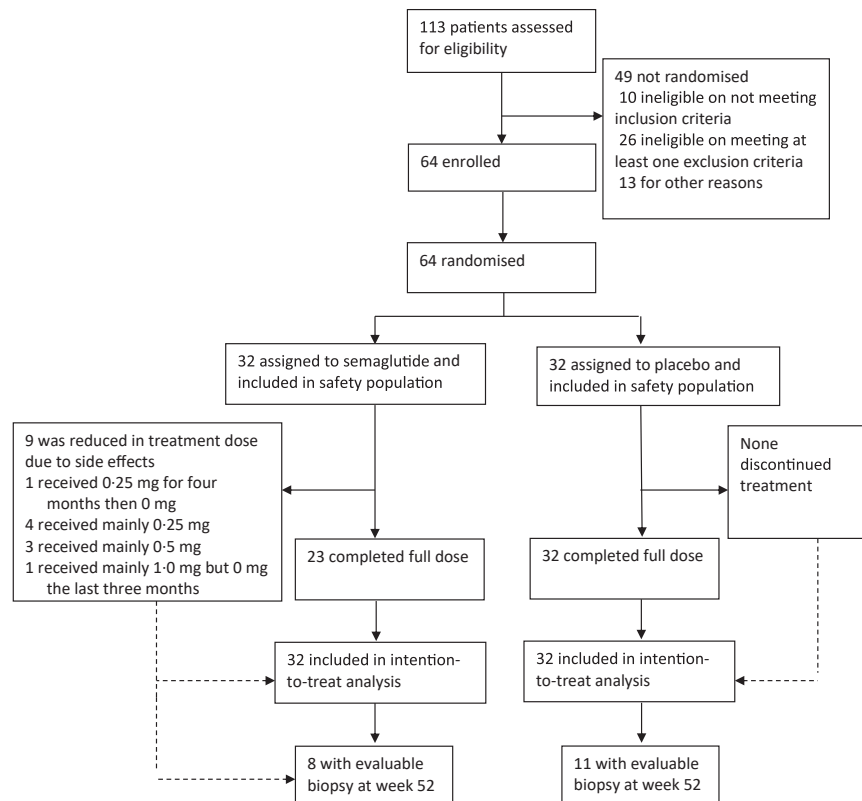 113 patients assessed
for eligibility
49 not randomised
10 ineligible on not meeting
inclusion criteria
26 ineligible on meeting at
least one exclusion criteria
13 for other reasons
64 enrolled
64 randomised
32 assigned to semaglutide and
included in safety population
32 assigned to placebo and
included in safety population
9 was reduced in treatment dose
due to side effects
1 received 0·25 mg for four
months then 0 mg
4 received mainly 0·25 mg
3 received mainly 0·5 mg
1 received mainly 1·0 mg but 0 mg
the last three months
None
discontinued
treatment
23 completed full dose
32 completed full dose
32 included in intention-
to-treat analysis
32 included in intention-
to-treat analysis
8 with evaluable
biopsy at week 52
11 with evaluable
biopsy at week 52